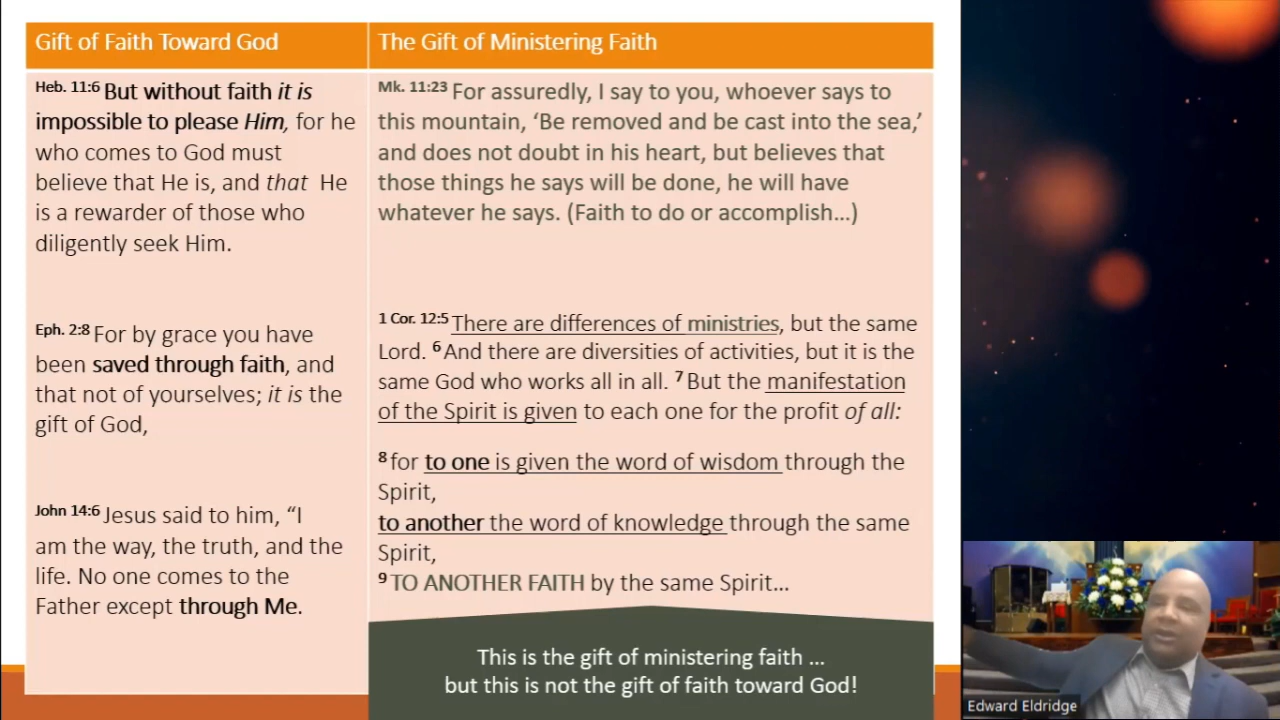 Gift of Faith Toward God
Heb. 11:6 But without faith it is
impossible to please Him, for he
who comes to God must
believe that He is, and that He
is a rewarder of those who
diligently seek Him.
Eph. 2:8 For by grace you have
been saved through faith, and
that not of yourselves; it is the
gift of God,
John 14:6 Jesus said to him, “I
am the way, the truth, and the
life. No one comes to the
Father except through Me.
The Gift of Ministering Faith
Mk. 11:23 For assuredly, I say to you, whoever says to
this mountain, ‘Be removed and be cast into the sea,’
and does not doubt in his heart, but believes that
those things he says will be done, he will have
whatever he says. (Faith to do or accomplish…)
1 Cor. 12:5 There are differences of ministries, but the same
Lord. 6 And there are diversities of activities, but it is the
same God who works all in all. 7 But the manifestation
of the Spirit is given to each one for the profit of all:
8 for to one is given the word of wisdom through the
Spirit,
to another the word of knowledge through the same
Spirit,
9 TO ANOTHER FAITH by the same Spirit…
This is the gift of ministering faith …
but this is not the gift of faith toward God!
Edward Eldridge